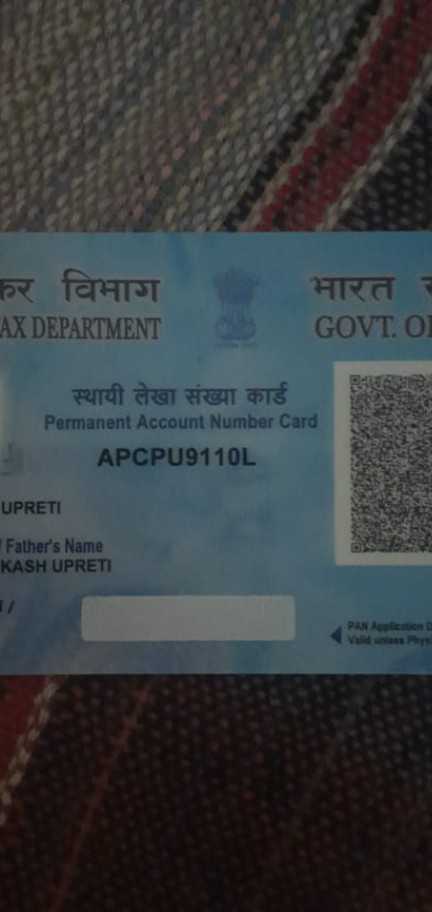 कर विभाग
AX DEPARTMENT
भारत
GOVT. O
स्थायी लेखा संख्या कार्ड
Permanent Account Number Card
APCPU9110L
UPRETI
/ Father's Name
KASH UPRETI
/
PAN Application D
Valid unless Phys